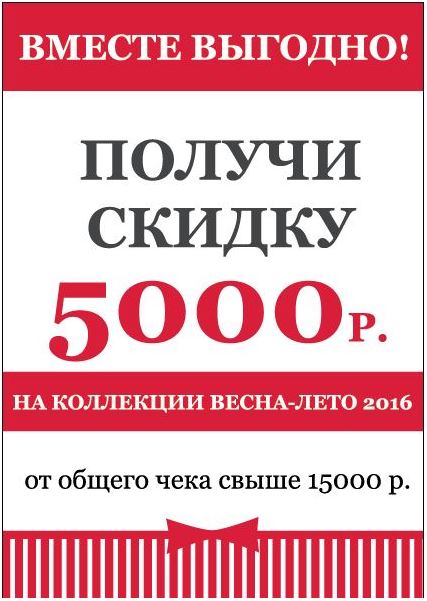 ВМЕСТЕ ВЫГОДНО!
ПОЛУЧИ
СКИДКУ
5000Р.
НА КОЛЛЕКЦИИ ВЕСНА-ЛЕТО 2016
от общего чека свыше 15000 р.